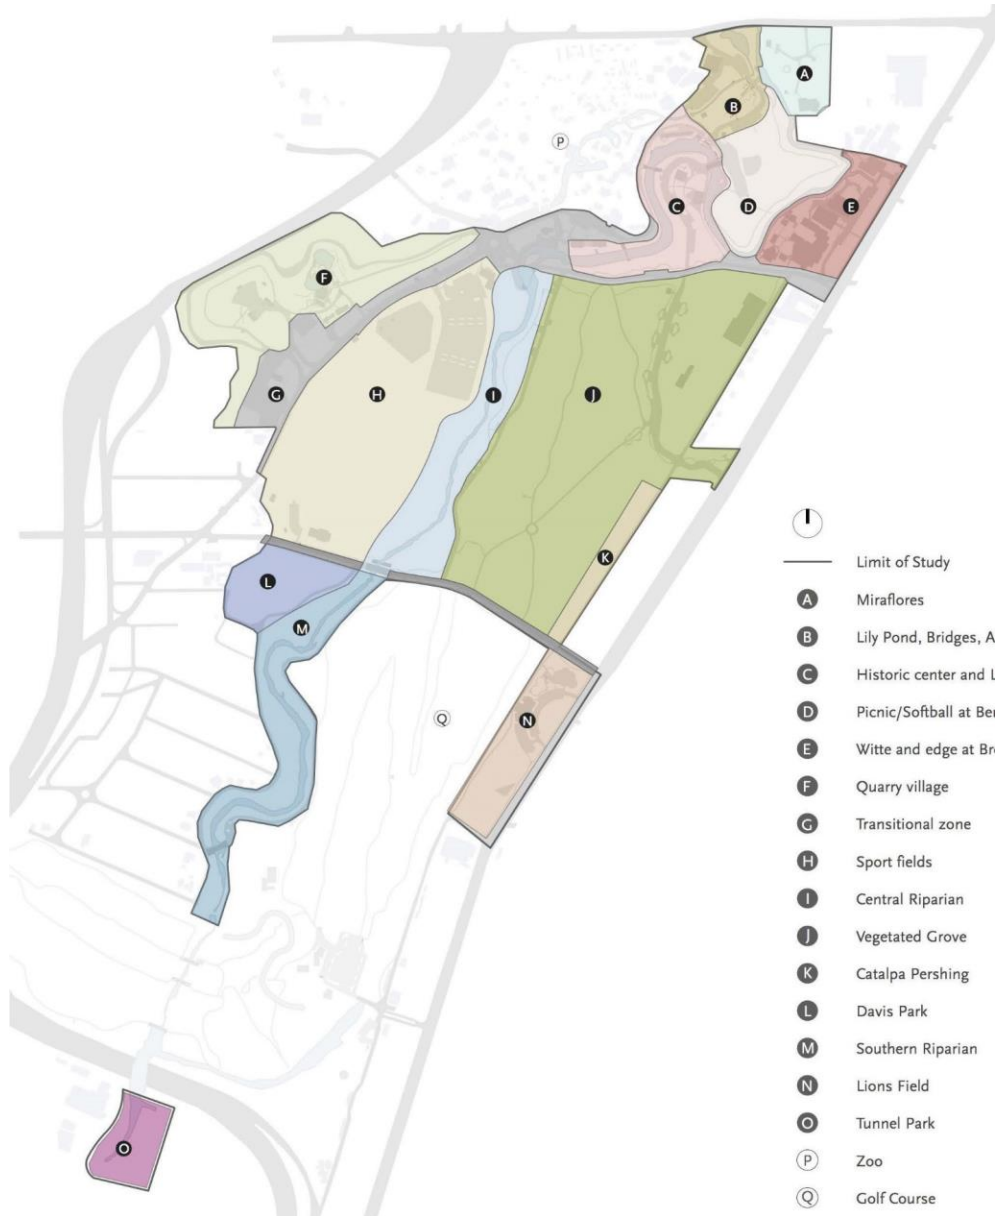 A
B
P
C
D
E
F
G
H
I
J
K
L
M
Q
N
O
Limit of Study
A Miraflores
B Lily Pond, Bridges, A
C Historic center and L
D Picnic/Softball at Ber
E Witte and edge at Br
F Quarry village
G Transitional zone
H Sport fields
I Central Riparian
J Vegetated Grove
K Catalpa Pershing
L Davis Park
M Southern Riparian
N Lions Field
O Tunnel Park
P Zoo
Q Golf Course